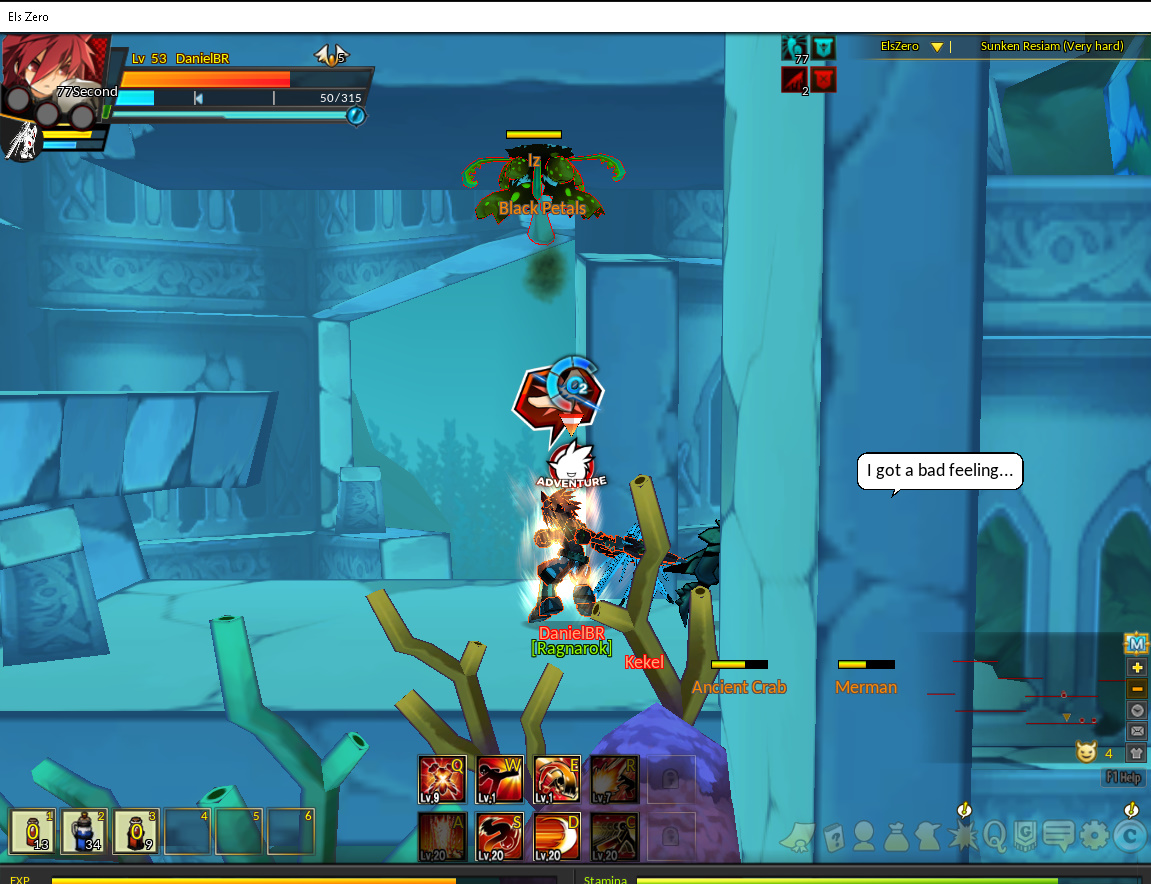 Els Zero
Lv 53 DanielBR
5
77Second
50/315
77
2
ElsZero
Sunken Resiam (Very hard)
Iz
Black Petals
O2
ADVENTURE
I got a bad feeling...
DanielBR
[Ragnarok]
Kekel
Ancient Crab
Merman
M
4
F1 Help
Q
Lv,9
W
Lv,1
E
Lv,1
R
Lv,7
A
Lv,20
S
Lv,20
D
Lv,20
C
Lv,20
1
13
2
34
3
9
4
5
6
EXP
Stamina